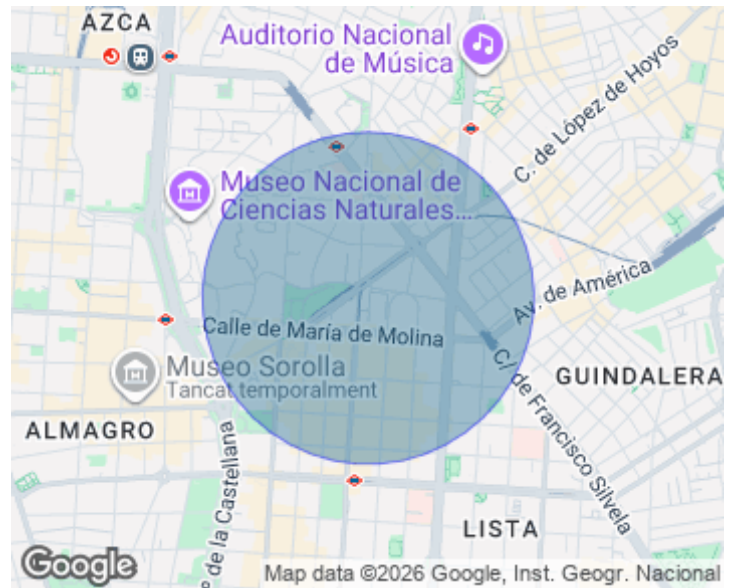 AZCA
Auditorio Nacional
de Música
C. de López de Hoyos
Museo Nacional de
Ciencias Naturales...
Av. de América
Calle de María de Molina
Museo Sorolla
Tancat temporalment
C/ de Francisco Silvela
GUINDALERA
ALMAGRO
º de la Castellana
LISTA
Google
Map data ©2026 Google, Inst. Geogr. Nacional